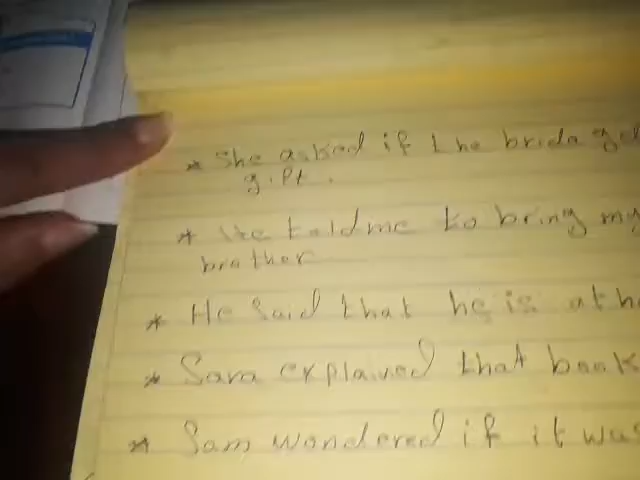 * She asked if the bride
gift.
* He told me to bring my
brother
* He said that he is at
* Sara explained that book
* Sam wondered if it was